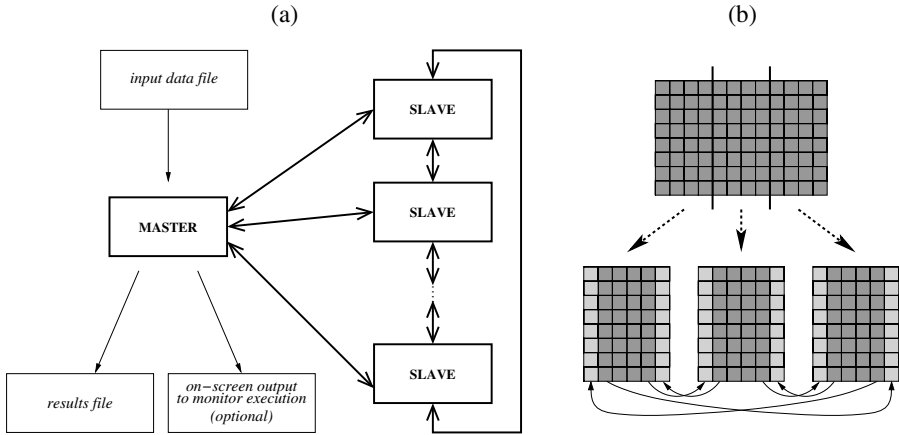 (a)
(b)
input data file
SLAVE
SLAVE
MASTER
SLAVE
results file
on−screen output
to monitor execution
(optional)